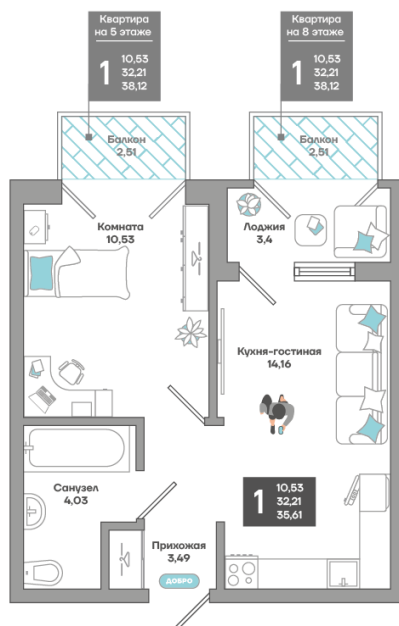 Квартира
на 5 этаже
1
10,53
32,21
38,12
Квартира
на 8 этаже
1
10,53
32,21
38,12
Балкон
2,51
Балкон
2,51
Комната
10,53
Лоджия
3,4
Кухня-гостиная
14,16
Санузел
4,03
1
10,53
32,21
35,61
Прихожая
3,49
ДОБРО